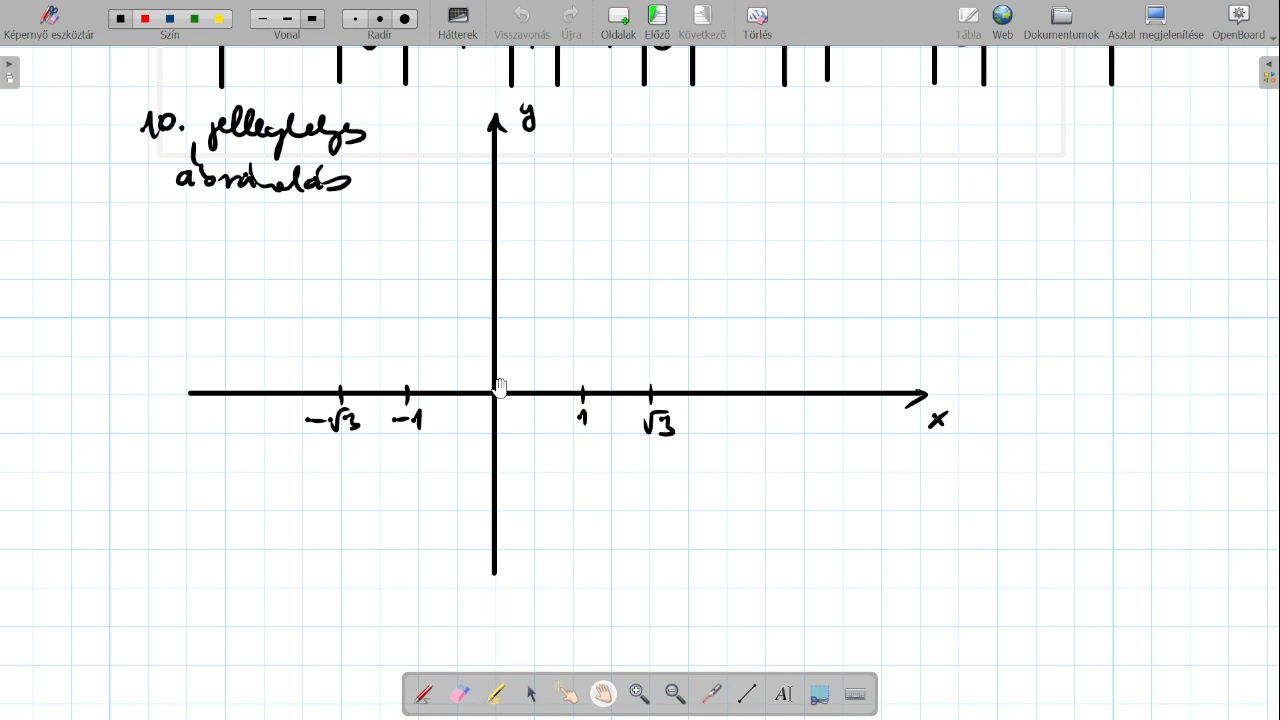 Képernyő eszköztár Szín Vonal Radír Hátterek Visszavonás Újra Oldalak Előző Következő Törlés Tábla Web Dokumentumok Asztal megjelenítése OpenBoard
10. jelleghelyes
ábrázolás
y
-√3 -1 1 √3 x